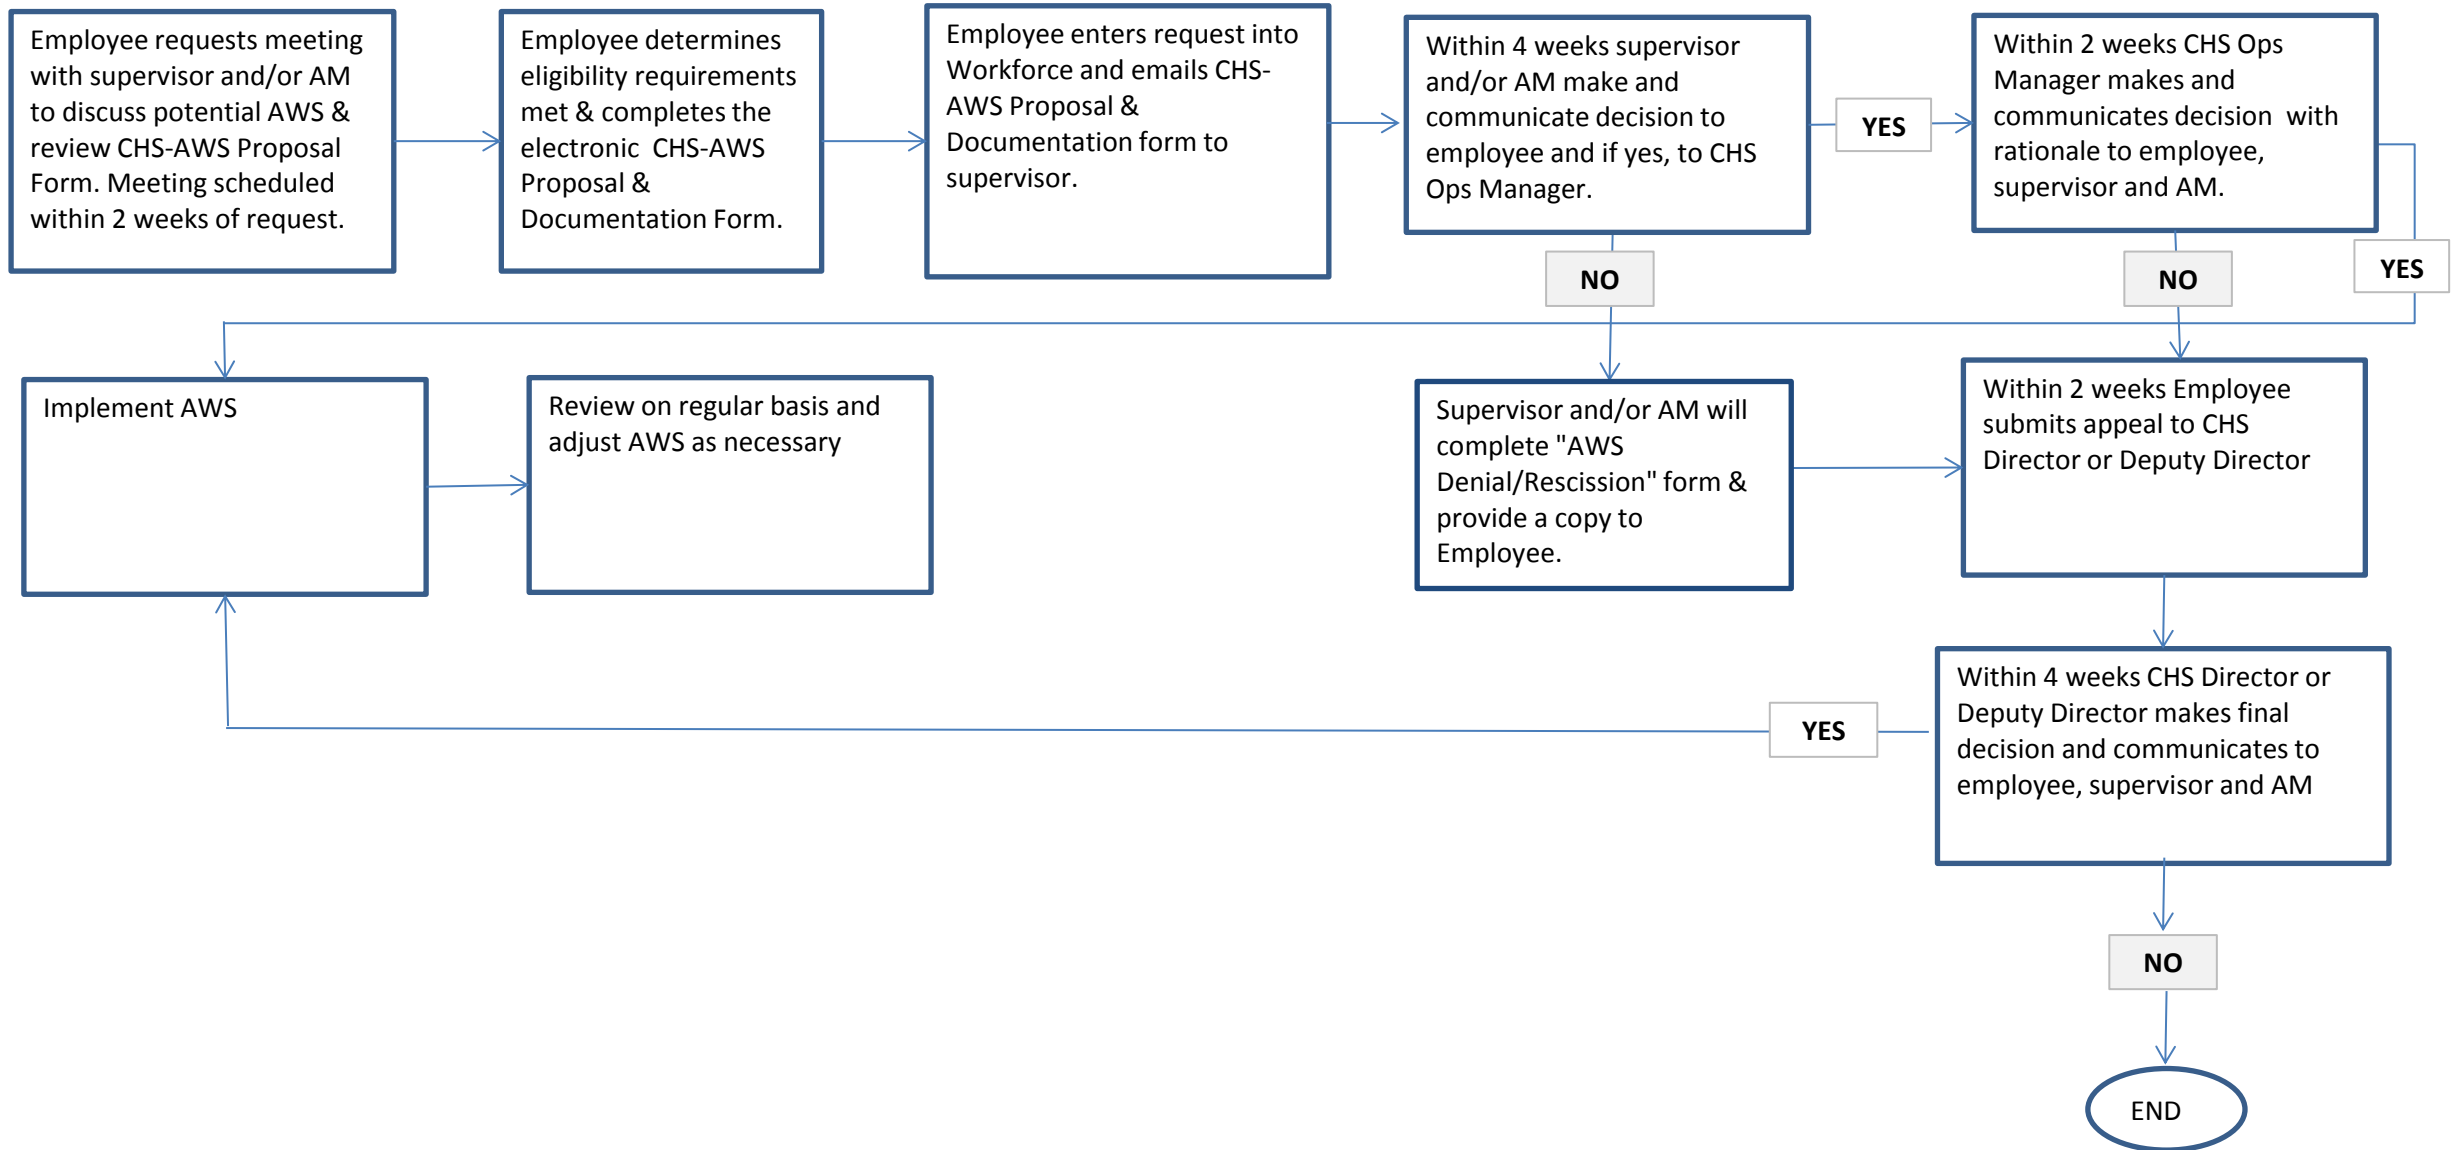 Employee requests meeting
with supervisor and/or AM
to discuss potential AWS &
review CHS-AWS Proposal
Form. Meeting scheduled
within 2 weeks of request.
Employee determines
eligibility requirements
met & completes the
electronic  CHS-AWS
Proposal &
Documentation Form.
Employee enters request into
Workforce and emails CHS-
AWS Proposal &
Documentation form to
supervisor.
Within 4 weeks supervisor
and/or AM make and
communicate decision to
employee and if yes, to CHS
Ops Manager.
YES
Within 2 weeks CHS Ops
Manager makes and
communicates decision  with
rationale to employee,
supervisor and AM.
NO
NO
YES
Implement AWS
Review on regular basis and
adjust AWS as necessary
Supervisor and/or AM will
complete "AWS
Denial/Rescission" form &
provide a copy to
Employee.
Within 2 weeks Employee
submits appeal to CHS
Director or Deputy Director
YES
Within 4 weeks CHS Director or
Deputy Director makes final
decision and communicates to
employee, supervisor and AM
NO
END